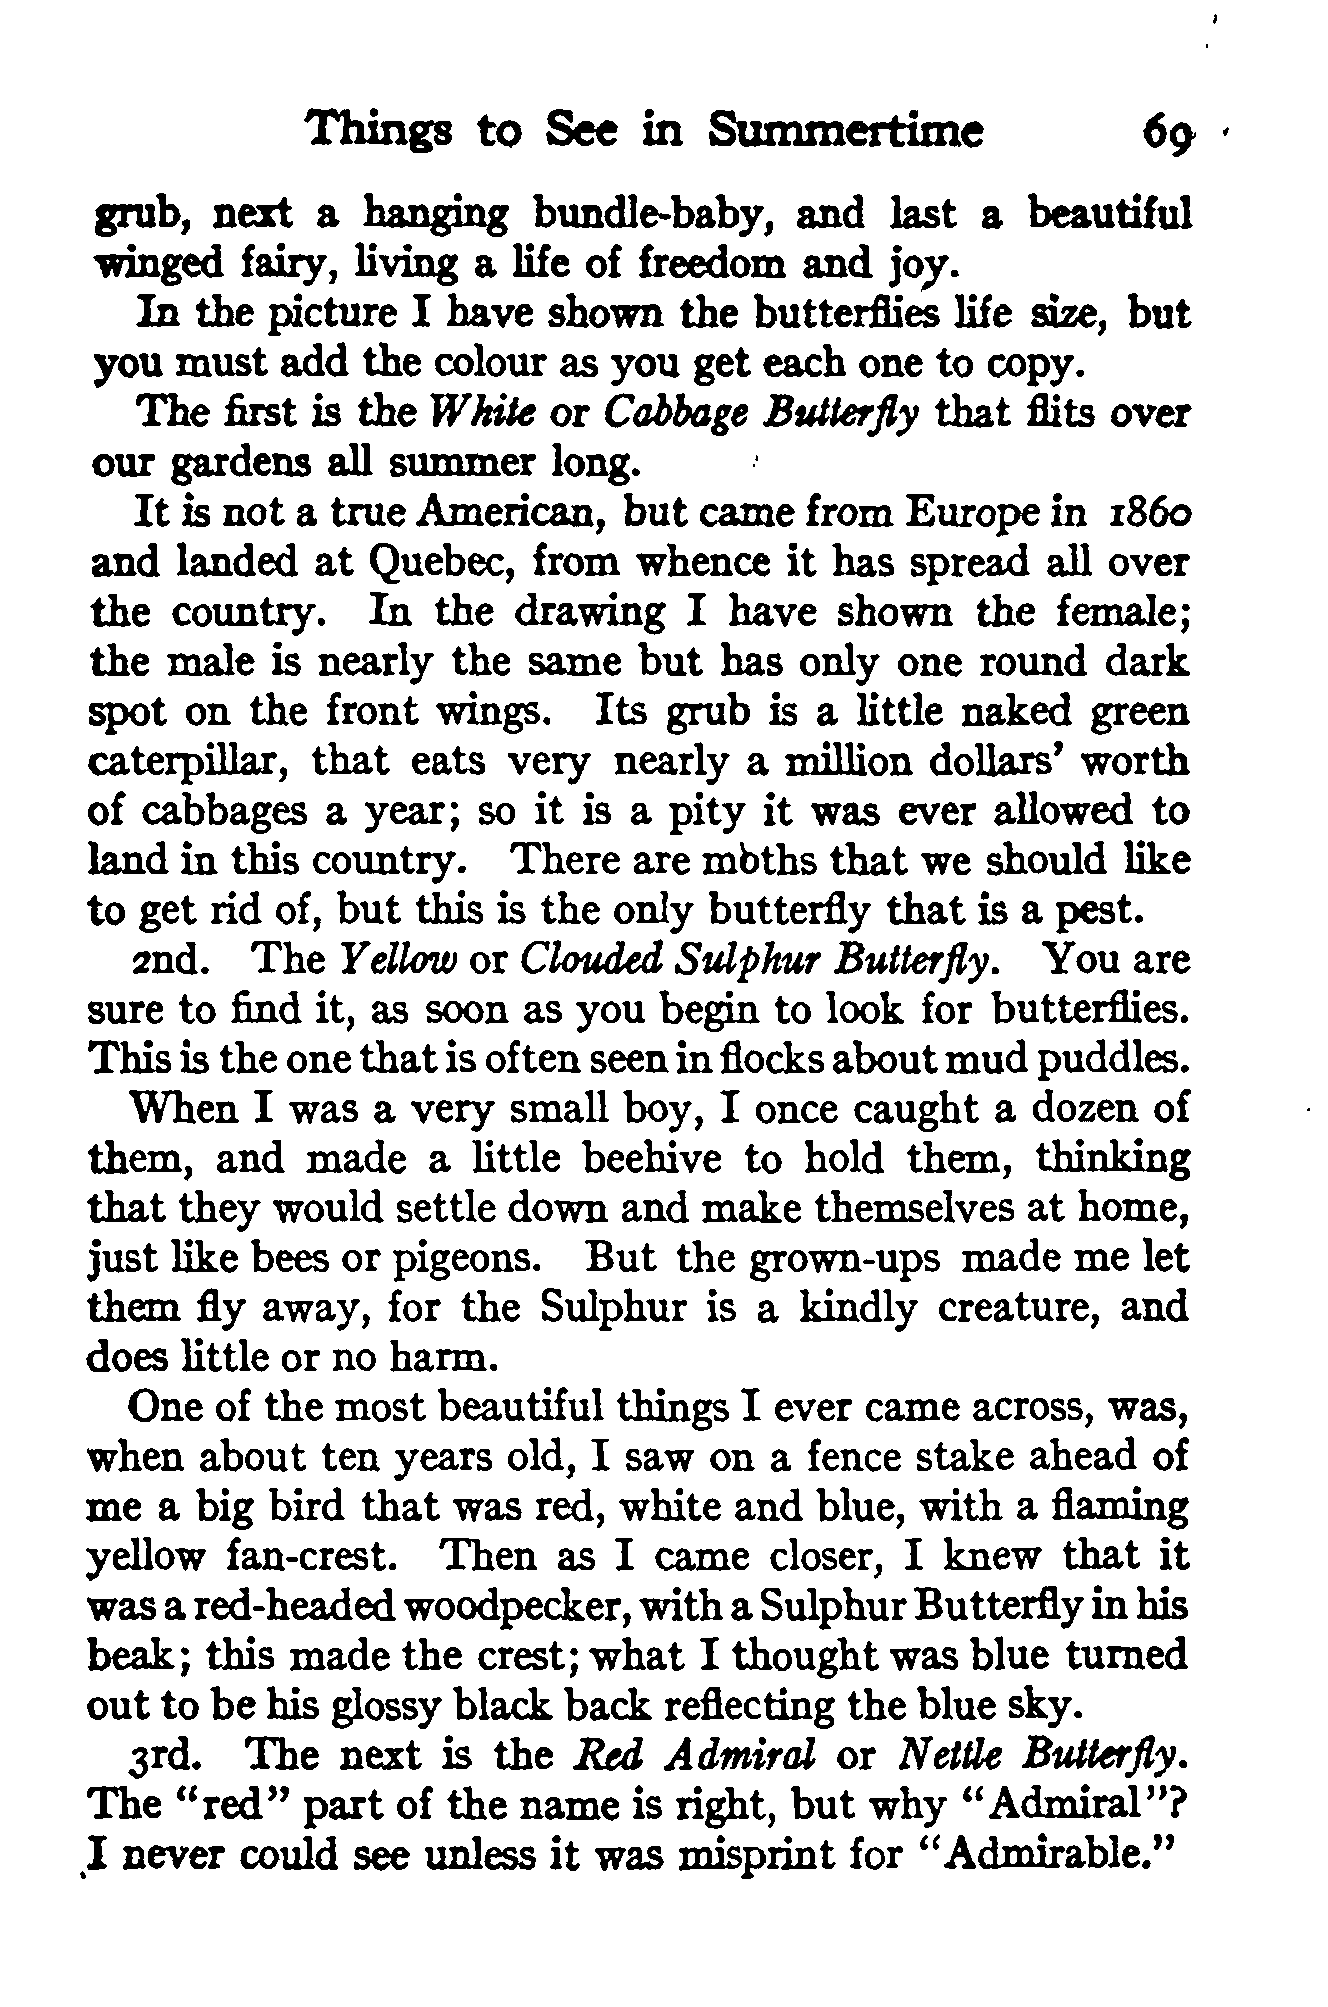 Things to See in Summertime 69
grub, next a hanging bundle-baby, and last a beautiful
winged fairy, living a life of freedom and joy.
In the picture I have shown the butterflies life size, but
you must add the colour as you get each one to copy.
The first is the White or Cabbage Butterfly that flits over
our gardens all summer long.
It is not a true American, but came from Europe in 1860
and landed at Quebec, from whence it has spread all over
the country. In the drawing I have shown the female;
the male is nearly the same but has only one round dark
spot on the front wings. Its grub is a little naked green
caterpillar, that eats very nearly a million dollars' worth
of cabbages a year; so it is a pity it was ever allowed to
land in this country. There are moths that we should like
to get rid of, but this is the only butterfly that is a pest.
2nd. The Yellow or Clouded Sulphur Butterfly. You are
sure to find it, as soon as you begin to look for butterflies.
This is the one that is often seen in flocks about mud puddles.
When I was a very small boy, I once caught a dozen of
them, and made a little beehive to hold them, thinking
that they would settle down and make themselves at home,
just like bees or pigeons. But the grown-ups made me let
them fly away, for the Sulphur is a kindly creature, and
does little or no harm.
One of the most beautiful things I ever came across, was,
when about ten years old, I saw on a fence stake ahead of
me a big bird that was red, white and blue, with a flaming
yellow fan-crest. Then as I came closer, I knew that it
was a red-headed woodpecker, with a Sulphur Butterfly in his
beak; this made the crest; what I thought was blue turned
out to be his glossy black back reflecting the blue sky.
3rd. The next is the Red Admiral or Nettle Butterfly.
The "red" part of the name is right, but why "Admiral"?
I never could see unless it was misprint for "Admirable."